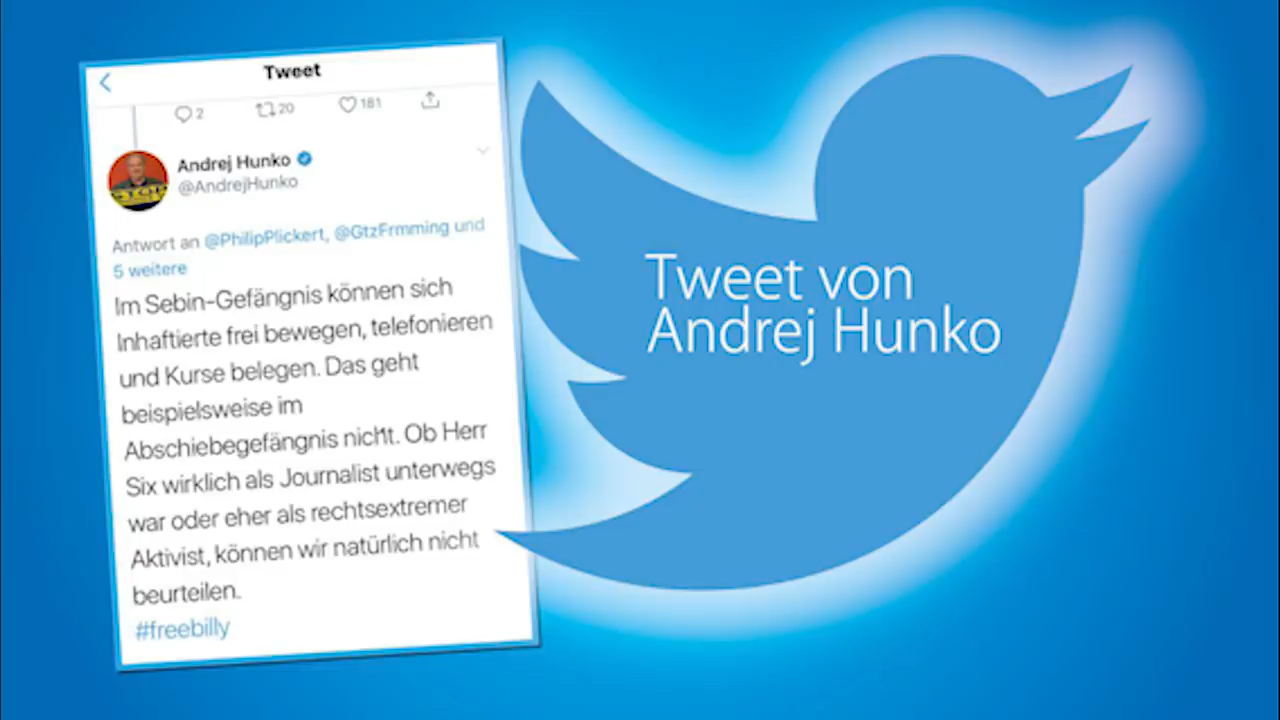 Tweet
2 20 181
Andrej Hunko
@AndrejHunko
Antwort an @PhilipPlickert, @GtzFrmming und
5 weitere
Im Sebin-Gefängnis können sich
Inhaftierte frei bewegen, telefonieren
und Kurse belegen. Das geht
beispielsweise im
Abschiebegefängnis nicht. Ob Herr
Six wirklich als Journalist unterwegs
war oder eher als rechtsextremer
Aktivist, können wir natürlich nicht
beurteilen.
#freebilly
Tweet von
Andrej Hunko